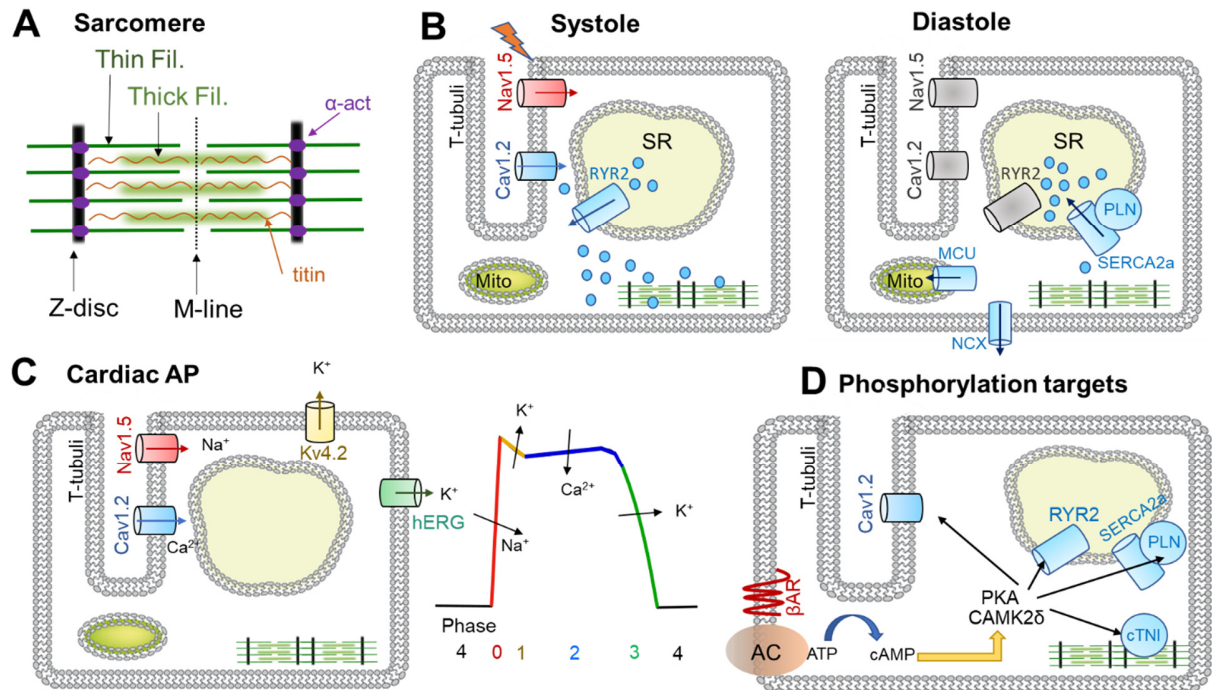 A
Sarcomere
Thin Fil.
Thick Fil.
α-act
titin
Z-disc
M-line
B
Systole
T-tubuli
Nav1.5
Cav1.2
SR
RYR2
Mito
Diastole
T-tubuli
Nav1.5
Cav1.2
SR
RYR2
PLN
SERCA2a
MCU
Mito
NCX
C
Cardiac AP
T-tubuli
Nav1.5
Na⁺
Cav1.2
Ca²⁺
K⁺
Kv4.2
K⁺
hERG
K⁺
Ca²⁺
Na⁺
K⁺
Phase
4 0 1 2 3 4
D
Phosphorylation targets
T-tubuli
Cav1.2
RYR2
SERCA2a
PLN
βAR
PKA
CAMK2δ
cTNI
AC
ATP
cAMP